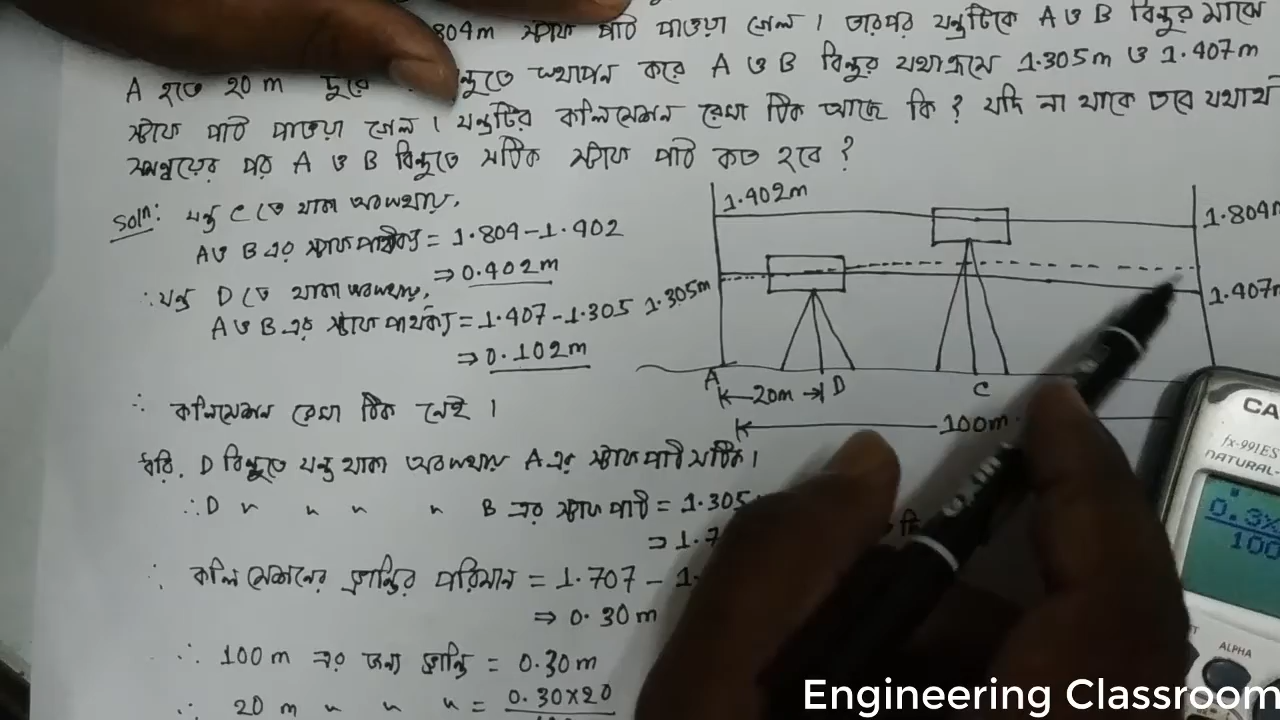 804m স্টাফ পাঠ পাওয়া গেল । তারপর যন্ত্রটিকে A ও B বিন্দুর মাঝে
A হতে 20 m দূরে ন্দুতে স্থাপন করে A ও B বিন্দুর যথাক্রমে 1.305m ও 1.407m
স্টাফ পাঠ পাওয়া গেল । যন্ত্রটির কলিমেশন রেখা ঠিক আছে কি ? যদি না থাকে তবে যথার্থ
সমন্বয়ের পর A ও B বিন্দুতে সঠিক স্টাফ পাঠ কত হবে ?
Soln: যন্ত্র C তে থাকা অবস্থায়,
A ও B এর স্টাফ পার্থক্য = 1.804-1.402
⇒ 0.402m
∴ যন্ত্র D তে থাকা অবস্থায়,
A ও B এর স্টাফ পার্থক্য = 1.407-1.305
⇒ 0.102m
∴ কলিমেশন রেখা ঠিক নেই ।
ধরি, D বিন্দুতে যন্ত্র থাকা অবস্থায় A এর স্টাফ পাঠ সঠিক ।
∴ D " " " " B এর স্টাফ পাঠ = 1.305
⇒ 1.7
∴ কলিমেশনের ভ্রান্তির পরিমান = 1.707 - 1.
⇒ 0.30m
∴ 100m এর জন্য ভ্রান্তি = 0.30m
∴ 20 m " " " = 0.30×20
1.402m
1.804m
1.305m
1.407m
A
20m
D
C
100m
CA
fx-991ES
NATURAL-
0.3×
100
ALPHA
Engineering Classroom